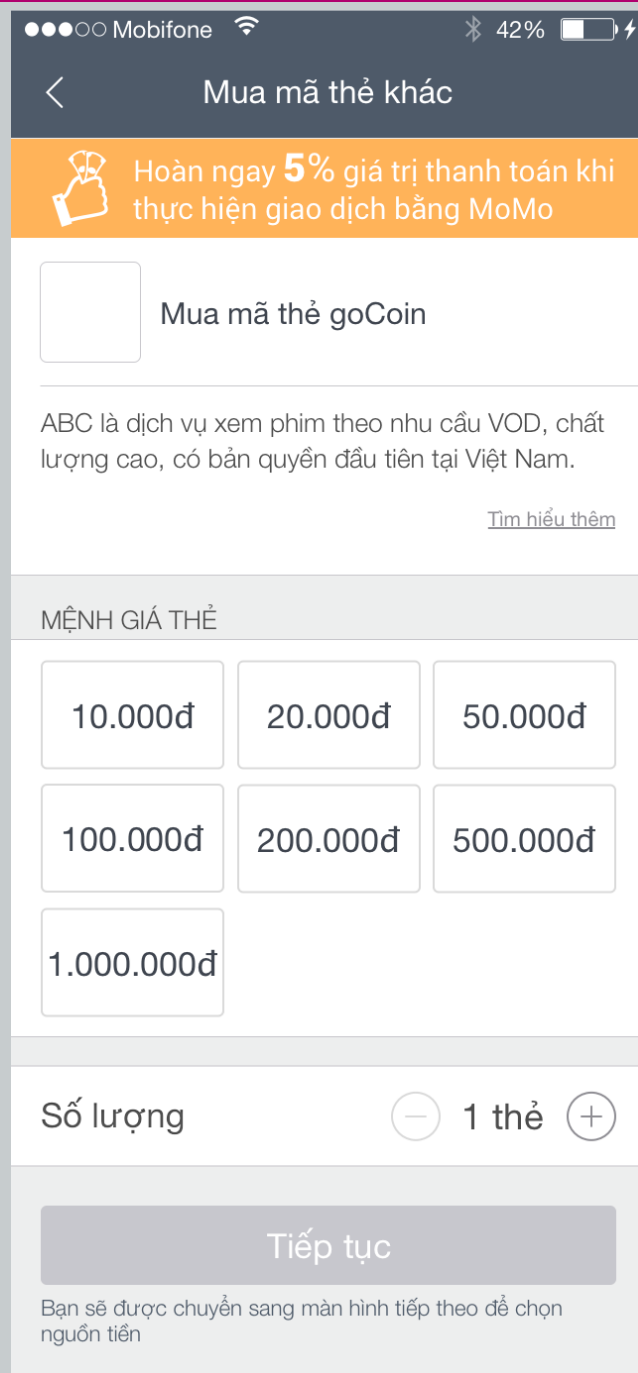 Mobifone 42%
Mua mã thẻ khác
Hoàn ngay 5% giá trị thanh toán khi
thực hiện giao dịch bằng MoMo
Mua mã thẻ goCoin
ABC là dịch vụ xem phim theo nhu cầu VOD, chất
lượng cao, có bản quyền đầu tiên tại Việt Nam.
Tìm hiểu thêm
MỆNH GIÁ THẺ
10.000đ 20.000đ 50.000đ
100.000đ 200.000đ 500.000đ
1.000.000đ
Số lượng 1 thẻ
Tiếp tục
Bạn sẽ được chuyển sang màn hình tiếp theo để chọn
nguồn tiền